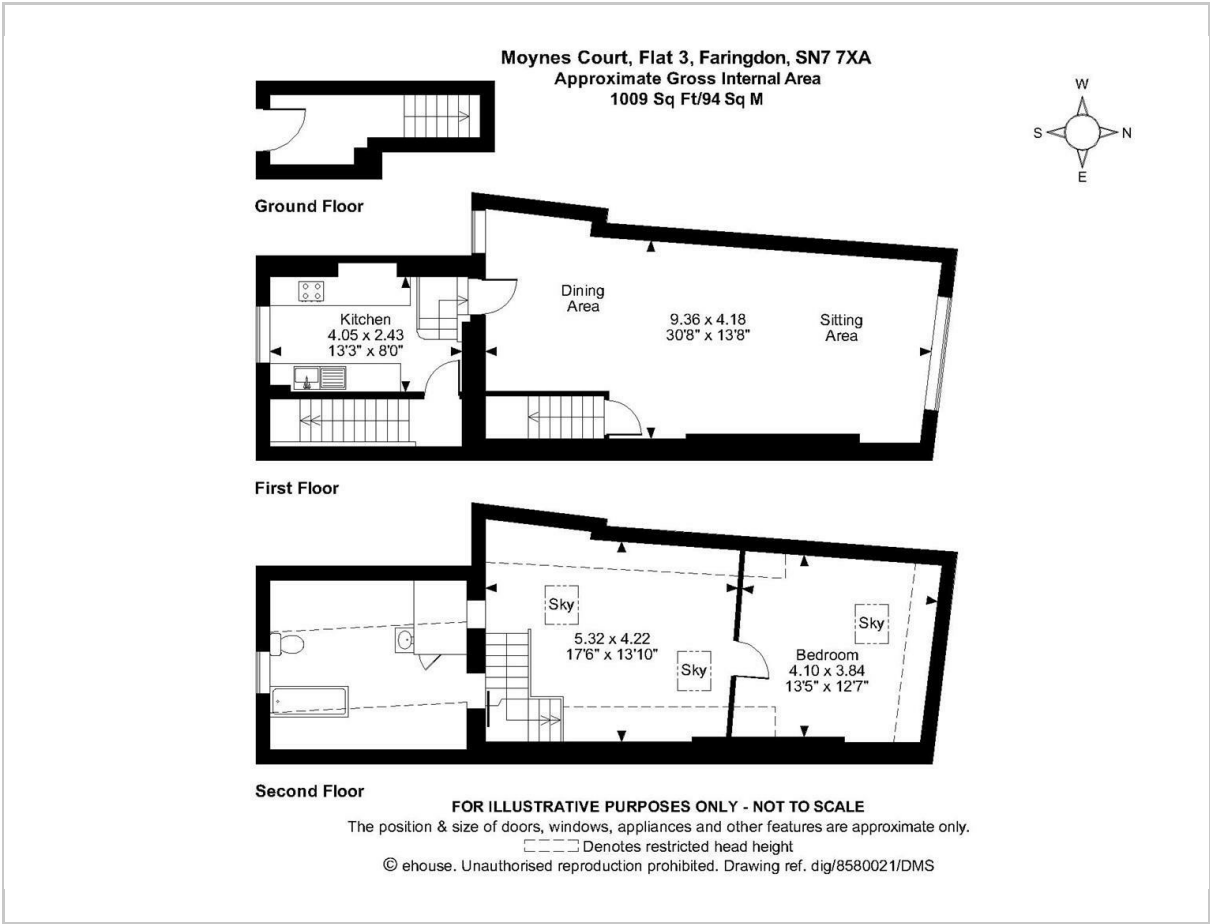 Moynes Court, Flat 3, Faringdon, SN7 7XA
Approximate Gross Internal Area
1009 Sq Ft/94 Sq M
W
S
N
E
Ground Floor
Kitchen
4.05 x 2.43
13'3" x 8'0"
Dining
Area
9.36 x 4.18
30'8" x 13'8"
Sitting
Area
First Floor
Sky
5.32 x 4.22
17'6" x 13'10"
Sky
Sky
Bedroom
4.10 x 3.84
13'5" x 12'7"
Second Floor
FOR ILLUSTRATIVE PURPOSES ONLY - NOT TO SCALE
The position & size of doors, windows, appliances and other features are approximate only.
Denotes restricted head height
© ehouse. Unauthorised reproduction prohibited. Drawing ref. dig/8580021/DMS